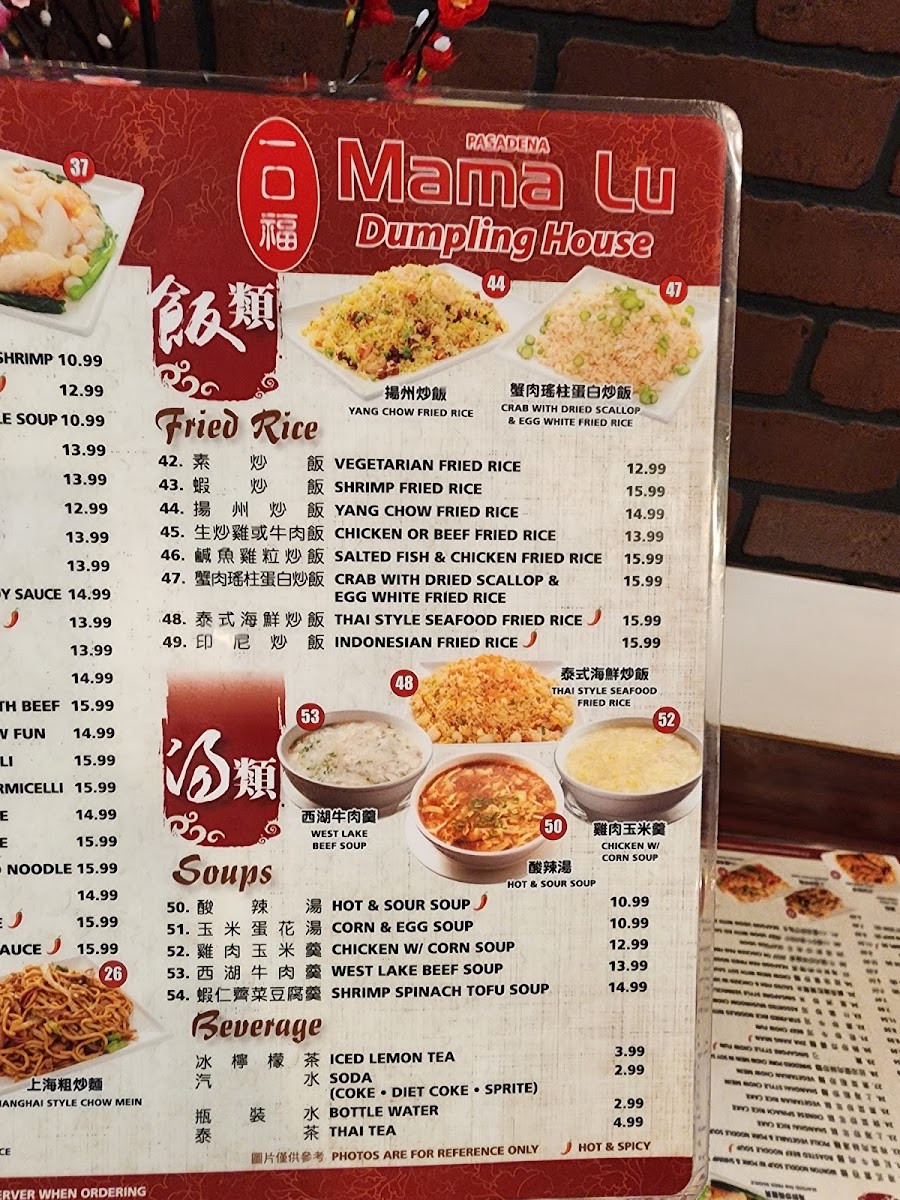 37
SHRIMP 10.99
12.99
LE SOUP 10.99
13.99
13.99
12.99
13.99
13.99
Y SAUCE 14.99
13.99
13.99
14.99
TH BEEF 15.99
W FUN 14.99
LI 15.99
RMICELLI 15.99
E 14.99
E 15.99
NOODLE 15.99
14.99
E 15.99
SAUCE 15.99
26
上海粗炒麵
HANGHAI STYLE CHOW MEIN
CE
ERVER WHEN ORDERING
一口福
PASADENA
Mama Lu
Dumpling House
飯類
44
47
揚州炒飯
YANG CHOW FRIED RICE
蟹肉瑤柱蛋白炒飯
CRAB WITH DRIED SCALLOP
& EGG WHITE FRIED RICE
Fried Rice
42. 素炒飯 VEGETARIAN FRIED RICE 12.99
43. 蝦炒飯 SHRIMP FRIED RICE 15.99
44. 揚州炒飯 YANG CHOW FRIED RICE 14.99
45. 生炒雞或牛肉飯 CHICKEN OR BEEF FRIED RICE 13.99
46. 鹹魚雞粒炒飯 SALTED FISH & CHICKEN FRIED RICE 15.99
47. 蟹肉瑤柱蛋白炒飯 CRAB WITH DRIED SCALLOP & 15.99
EGG WHITE FRIED RICE
48. 泰式海鮮炒飯 THAI STYLE SEAFOOD FRIED RICE 15.99
49. 印尼炒飯 INDONESIAN FRIED RICE 15.99
湯類
48
泰式海鮮炒飯
THAI STYLE SEAFOOD
FRIED RICE
53
52
西湖牛肉羹
WEST LAKE
BEEF SOUP
50
酸辣湯
HOT & SOUR SOUP
雞肉玉米羹
CHICKEN W/
CORN SOUP
Soups
50. 酸辣湯 HOT & SOUR SOUP 10.99
51. 玉米蛋花湯 CORN & EGG SOUP 10.99
52. 雞肉玉米羹 CHICKEN W/ CORN SOUP 12.99
53. 西湖牛肉羹 WEST LAKE BEEF SOUP 13.99
54. 蝦仁薺菜豆腐羹 SHRIMP SPINACH TOFU SOUP 14.99
Beverage
冰檸檬茶 ICED LEMON TEA 3.99
汽水 SODA 2.99
(COKE • DIET COKE • SPRITE)
瓶裝水 BOTTLE WATER 2.99
泰茶 THAI TEA 4.99
圖片僅供參考 PHOTOS ARE FOR REFERENCE ONLY HOT & SPICY